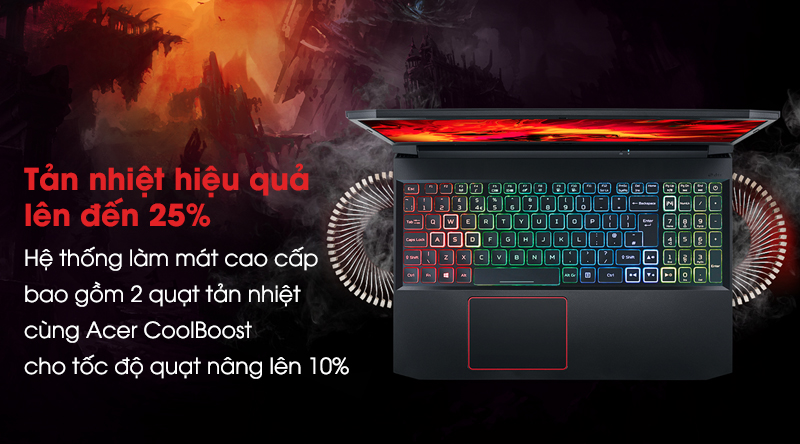 Tản nhiệt hiệu quả
lên đến 25%
Hệ thống làm mát cao cấp
bao gồm 2 quạt tản nhiệt
cùng Acer CoolBoost
cho tốc độ quạt nâng lên 10%